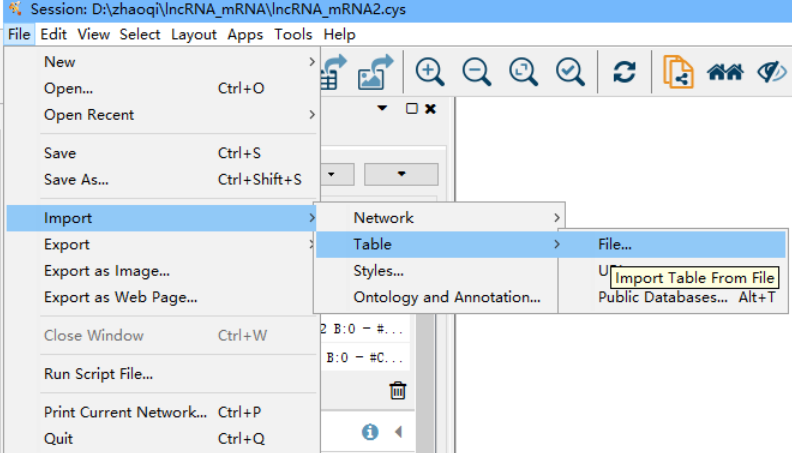 Session: D:\zhaoqi\lncRNA_mRNA\lncRNA_mRNA2.cys
File Edit View Select Layout Apps Tools Help
New
Open... Ctrl+O
Open Recent
Save Ctrl+S
Save As... Ctrl+Shift+S
Import Network
Export Table File...
Export as Image... Styles...
Import Table From File
Export as Web Page... Ontology and Annotation... Public Databases... Alt+T
2 B:0 - #...
Close Window Ctrl+W
B:0 - #C...
Run Script File...
Print Current Network... Ctrl+P
Quit Ctrl+Q